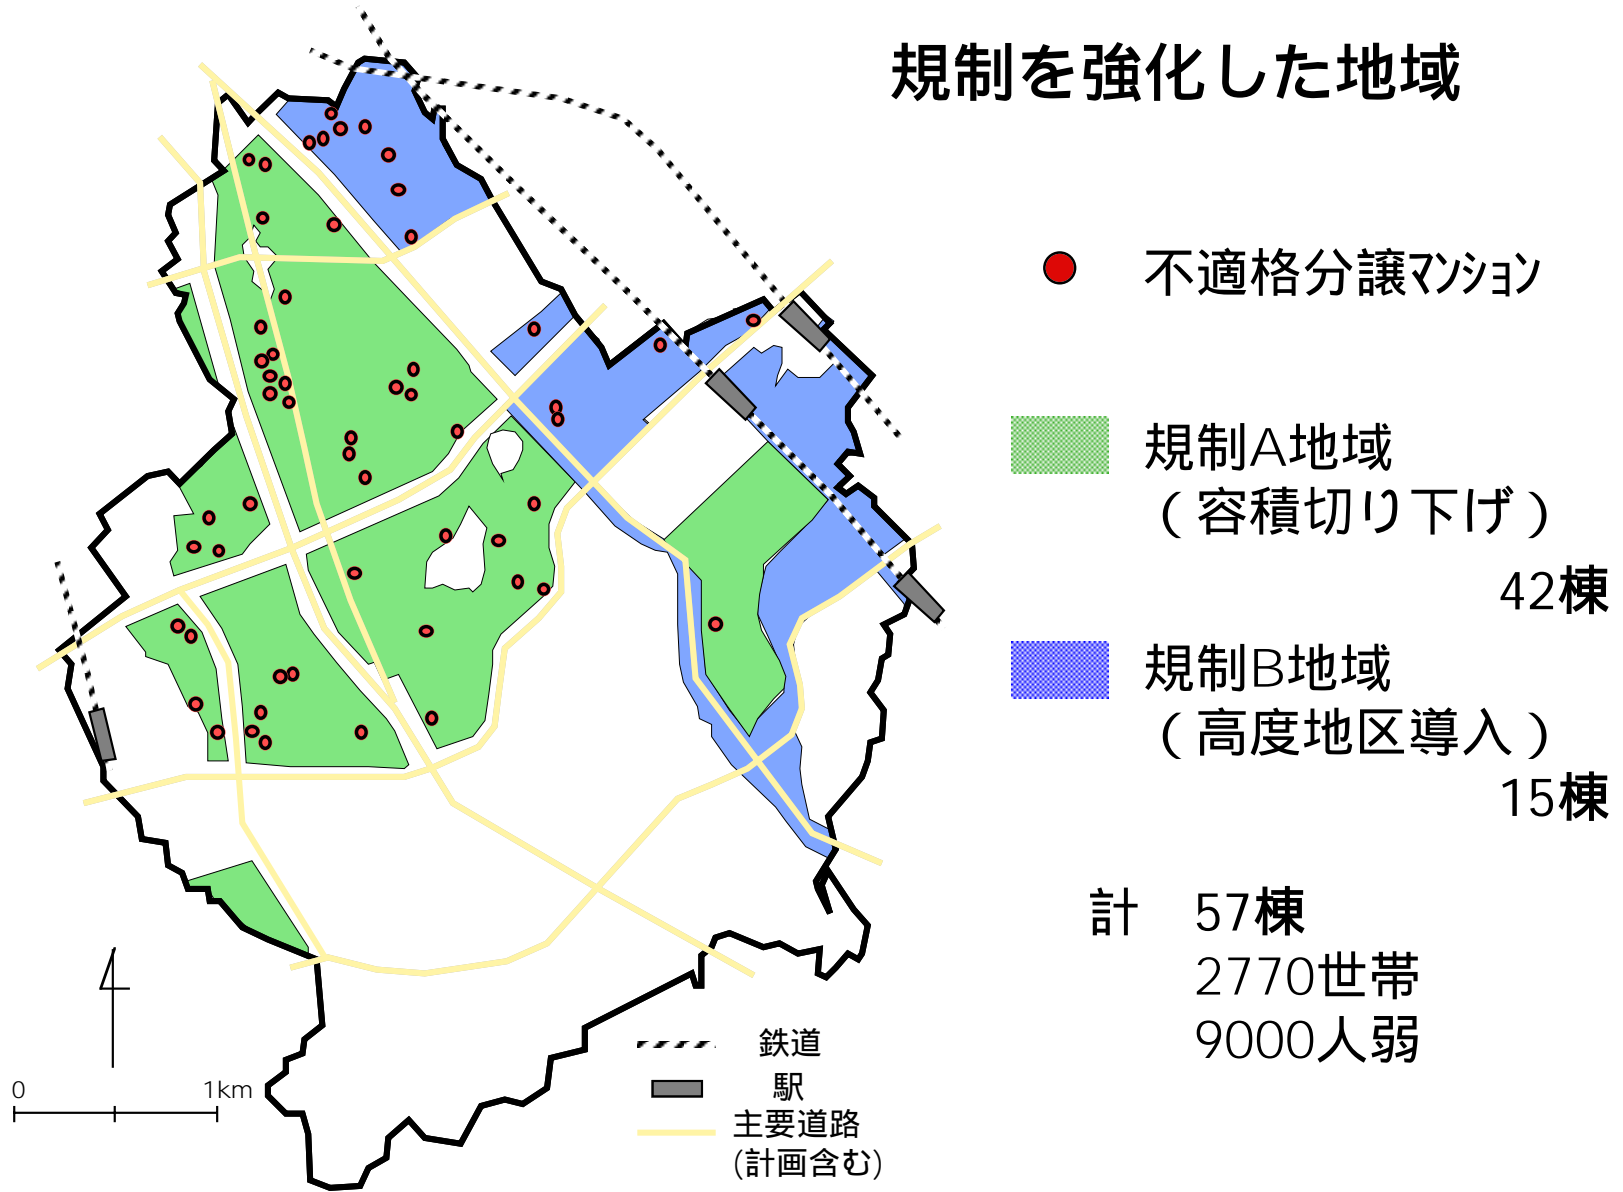 規制を強化した地域
不適格分譲マンション
規制A地域
（容積切り下げ）
42棟
規制B地域
（高度地区導入）
15棟
計 57棟
2770世帯
9000人弱
鉄道
駅
主要道路
(計画含む)
0 1km